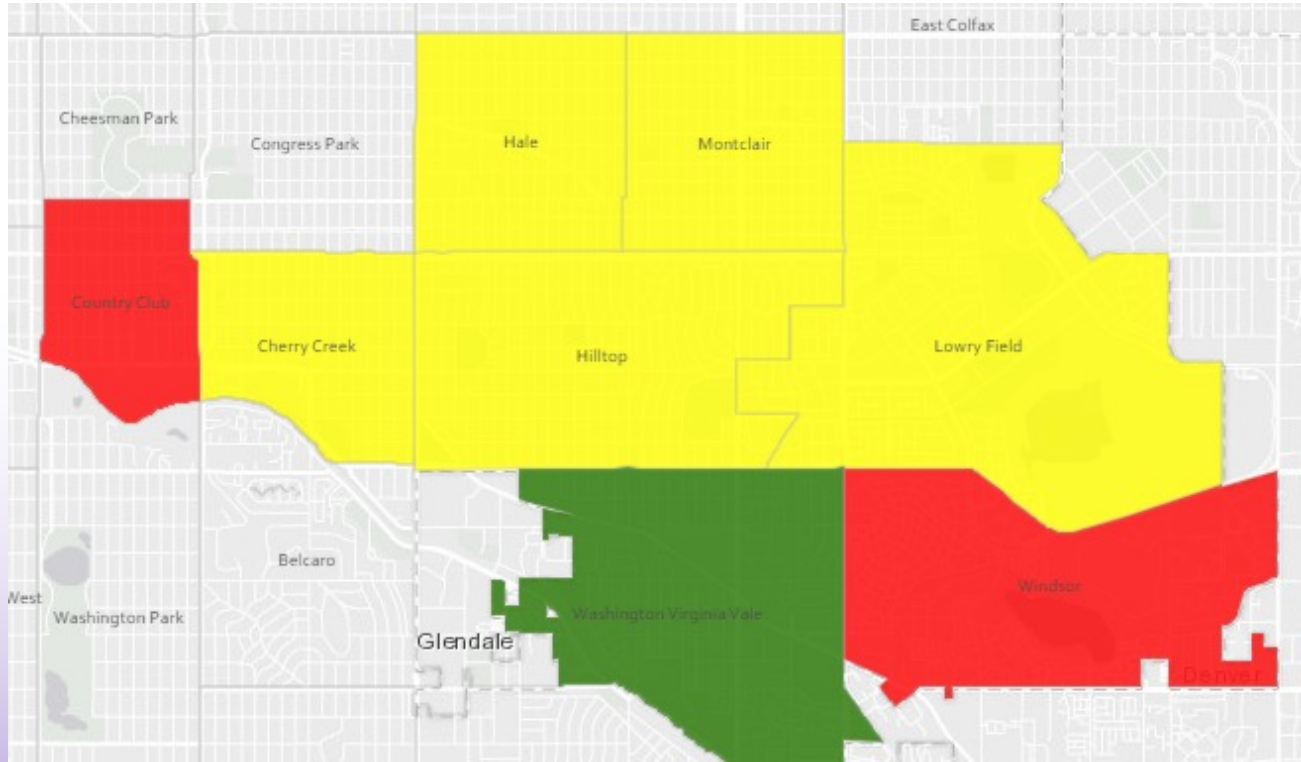 East Colfax
Cheesman Park
Congress Park
Hale
Montclair
Country Club
Cherry Creek
Hilltop
Lowry Field
Belcaro
Windsor
West
Washington Park
Washington Virginia Vale
Glendale
Denver